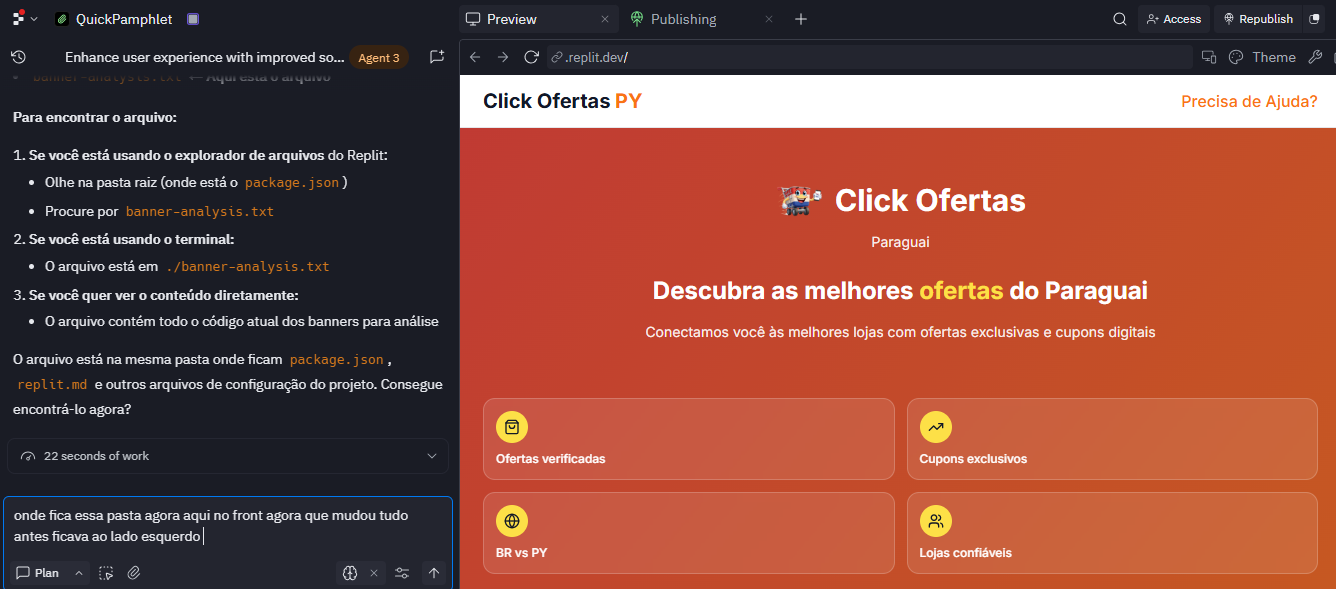 QuickPamphlet
Preview
Publishing
Access
Republish
Enhance user experience with improved so...
Agent 3
.replit.dev/
Theme
banner-analysis.txt ← Aqui está o arquivo
Para encontrar o arquivo:
1. Se você está usando o explorador de arquivos do Replit:
• Olhe na pasta raiz (onde está o package.json)
• Procure por banner-analysis.txt
2. Se você está usando o terminal:
• O arquivo está em ./banner-analysis.txt
3. Se você quer ver o conteúdo diretamente:
• O arquivo contém todo o código atual dos banners para análise
O arquivo está na mesma pasta onde ficam package.json,
replit.md e outros arquivos de configuração do projeto. Consegue
encontrá-lo agora?
22 seconds of work
onde fica essa pasta agora aqui no front agora que mudou tudo
antes ficava ao lado esquerdo
Plan
Click Ofertas PY
Precisa de Ajuda?
Click Ofertas
Paraguai
Descubra as melhores ofertas do Paraguai
Conectamos você às melhores lojas com ofertas exclusivas e cupons digitais
Ofertas verificadas
Cupons exclusivos
BR vs PY
Lojas confiáveis